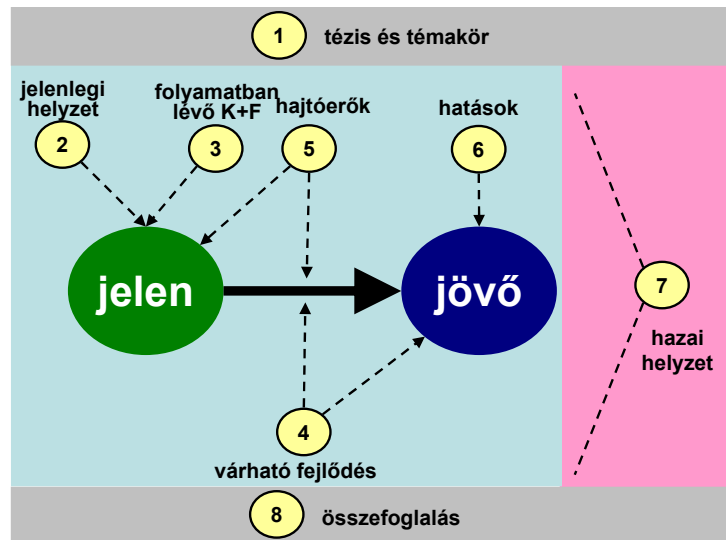 1 tézis és témakör
jelenlegi
helyzet
2
folyamatban
lévő K+F
3
hajtóerők
5
hatások
6
jelen
jövő
7
hazai
helyzet
4
várható fejlődés
8 összefoglalás